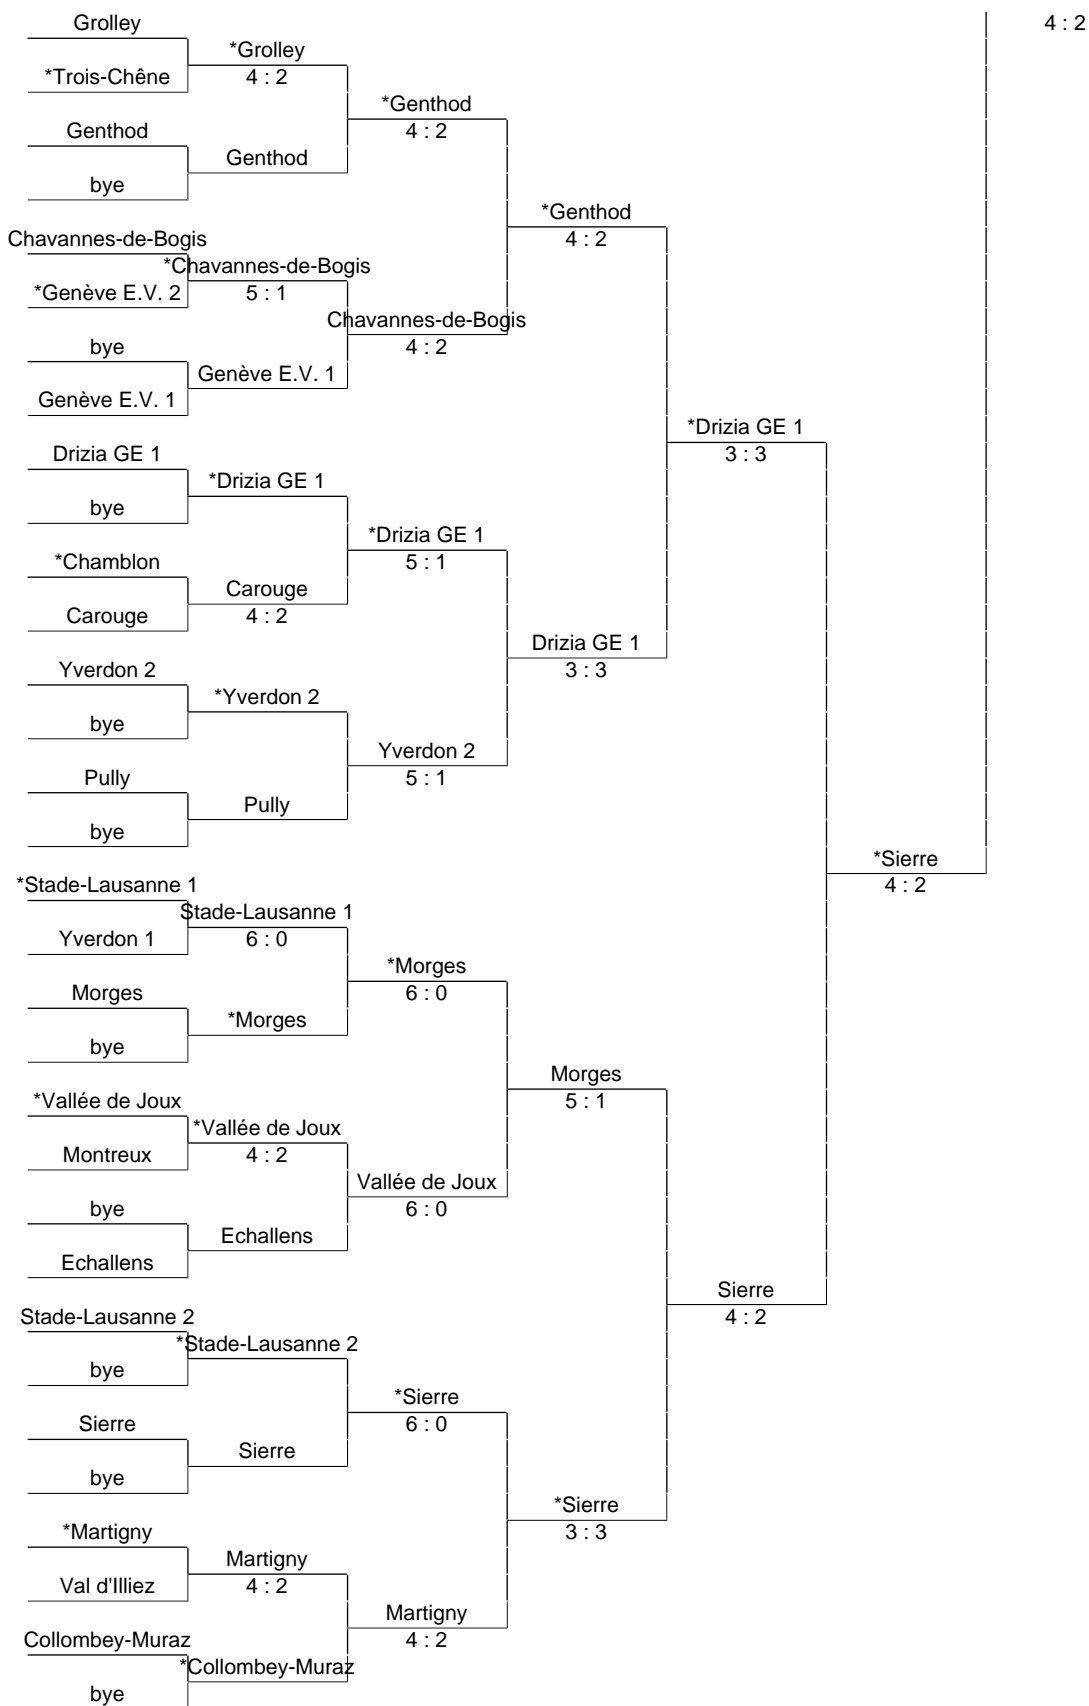 Grolley
4 : 2
*Grolley
*Trois-Chêne
4 : 2
*Genthod
Genthod
4 : 2
Genthod
bye
*Genthod
Chavannes-de-Bogis
4 : 2
*Chavannes-de-Bogis
*Genève E.V. 2
5 : 1
Chavannes-de-Bogis
bye
4 : 2
Genève E.V. 1
Genève E.V. 1
*Drizia GE 1
Drizia GE 1
3 : 3
*Drizia GE 1
bye
*Drizia GE 1
*Chamblon
5 : 1
Carouge
Carouge
4 : 2
Drizia GE 1
Yverdon 2
3 : 3
*Yverdon 2
bye
Yverdon 2
Pully
5 : 1
Pully
bye
*Sierre
*Stade-Lausanne 1
4 : 2
Stade-Lausanne 1
Yverdon 1
6 : 0
*Morges
Morges
6 : 0
*Morges
bye
Morges
*Vallée de Joux
5 : 1
*Vallée de Joux
Montreux
4 : 2
Vallée de Joux
bye
6 : 0
Echallens
Echallens
Sierre
Stade-Lausanne 2
4 : 2
*Stade-Lausanne 2
bye
*Sierre
Sierre
6 : 0
Sierre
bye
*Sierre
*Martigny
3 : 3
Martigny
Val d'Illiez
4 : 2
Martigny
Collombey-Muraz
4 : 2
*Collombey-Muraz
bye